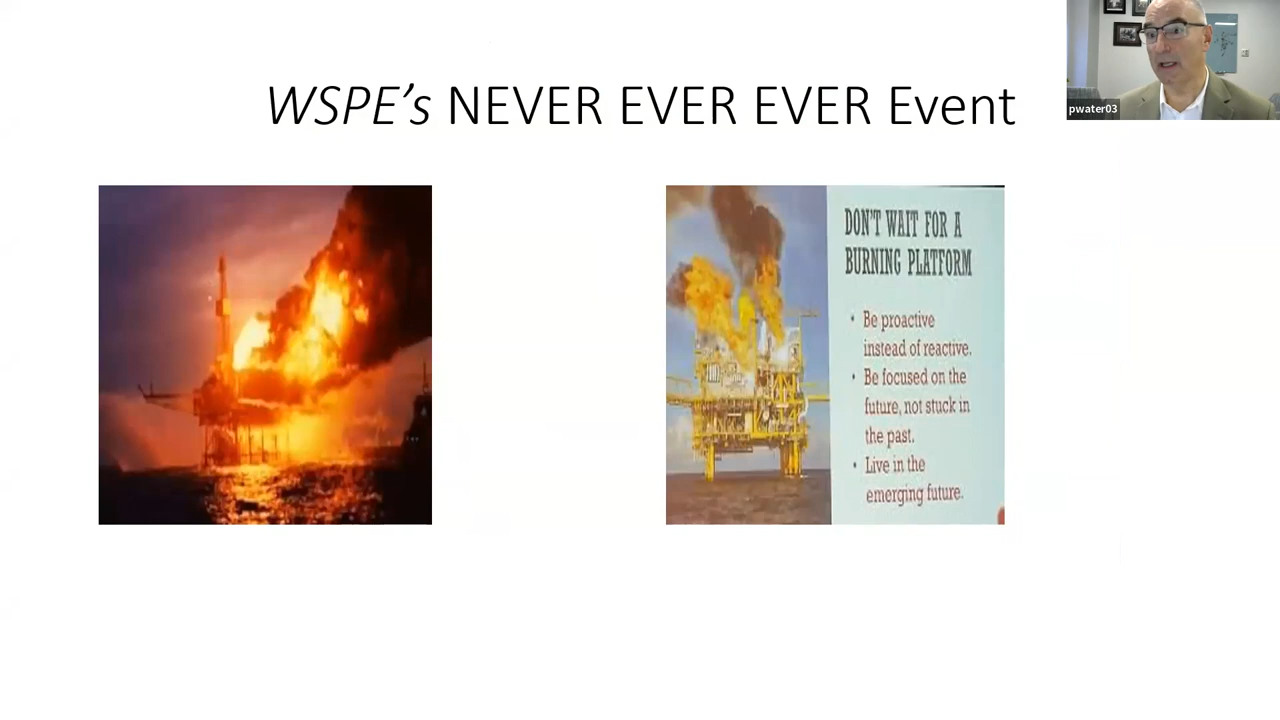 WSPE's NEVER EVER EVER Event
pwater03
DON'T WAIT FOR A
BURNING PLATFORM
• Be proactive
instead of reactive.
• Be focused on the
future, not stuck in
the past.
• Live in the
emerging future.